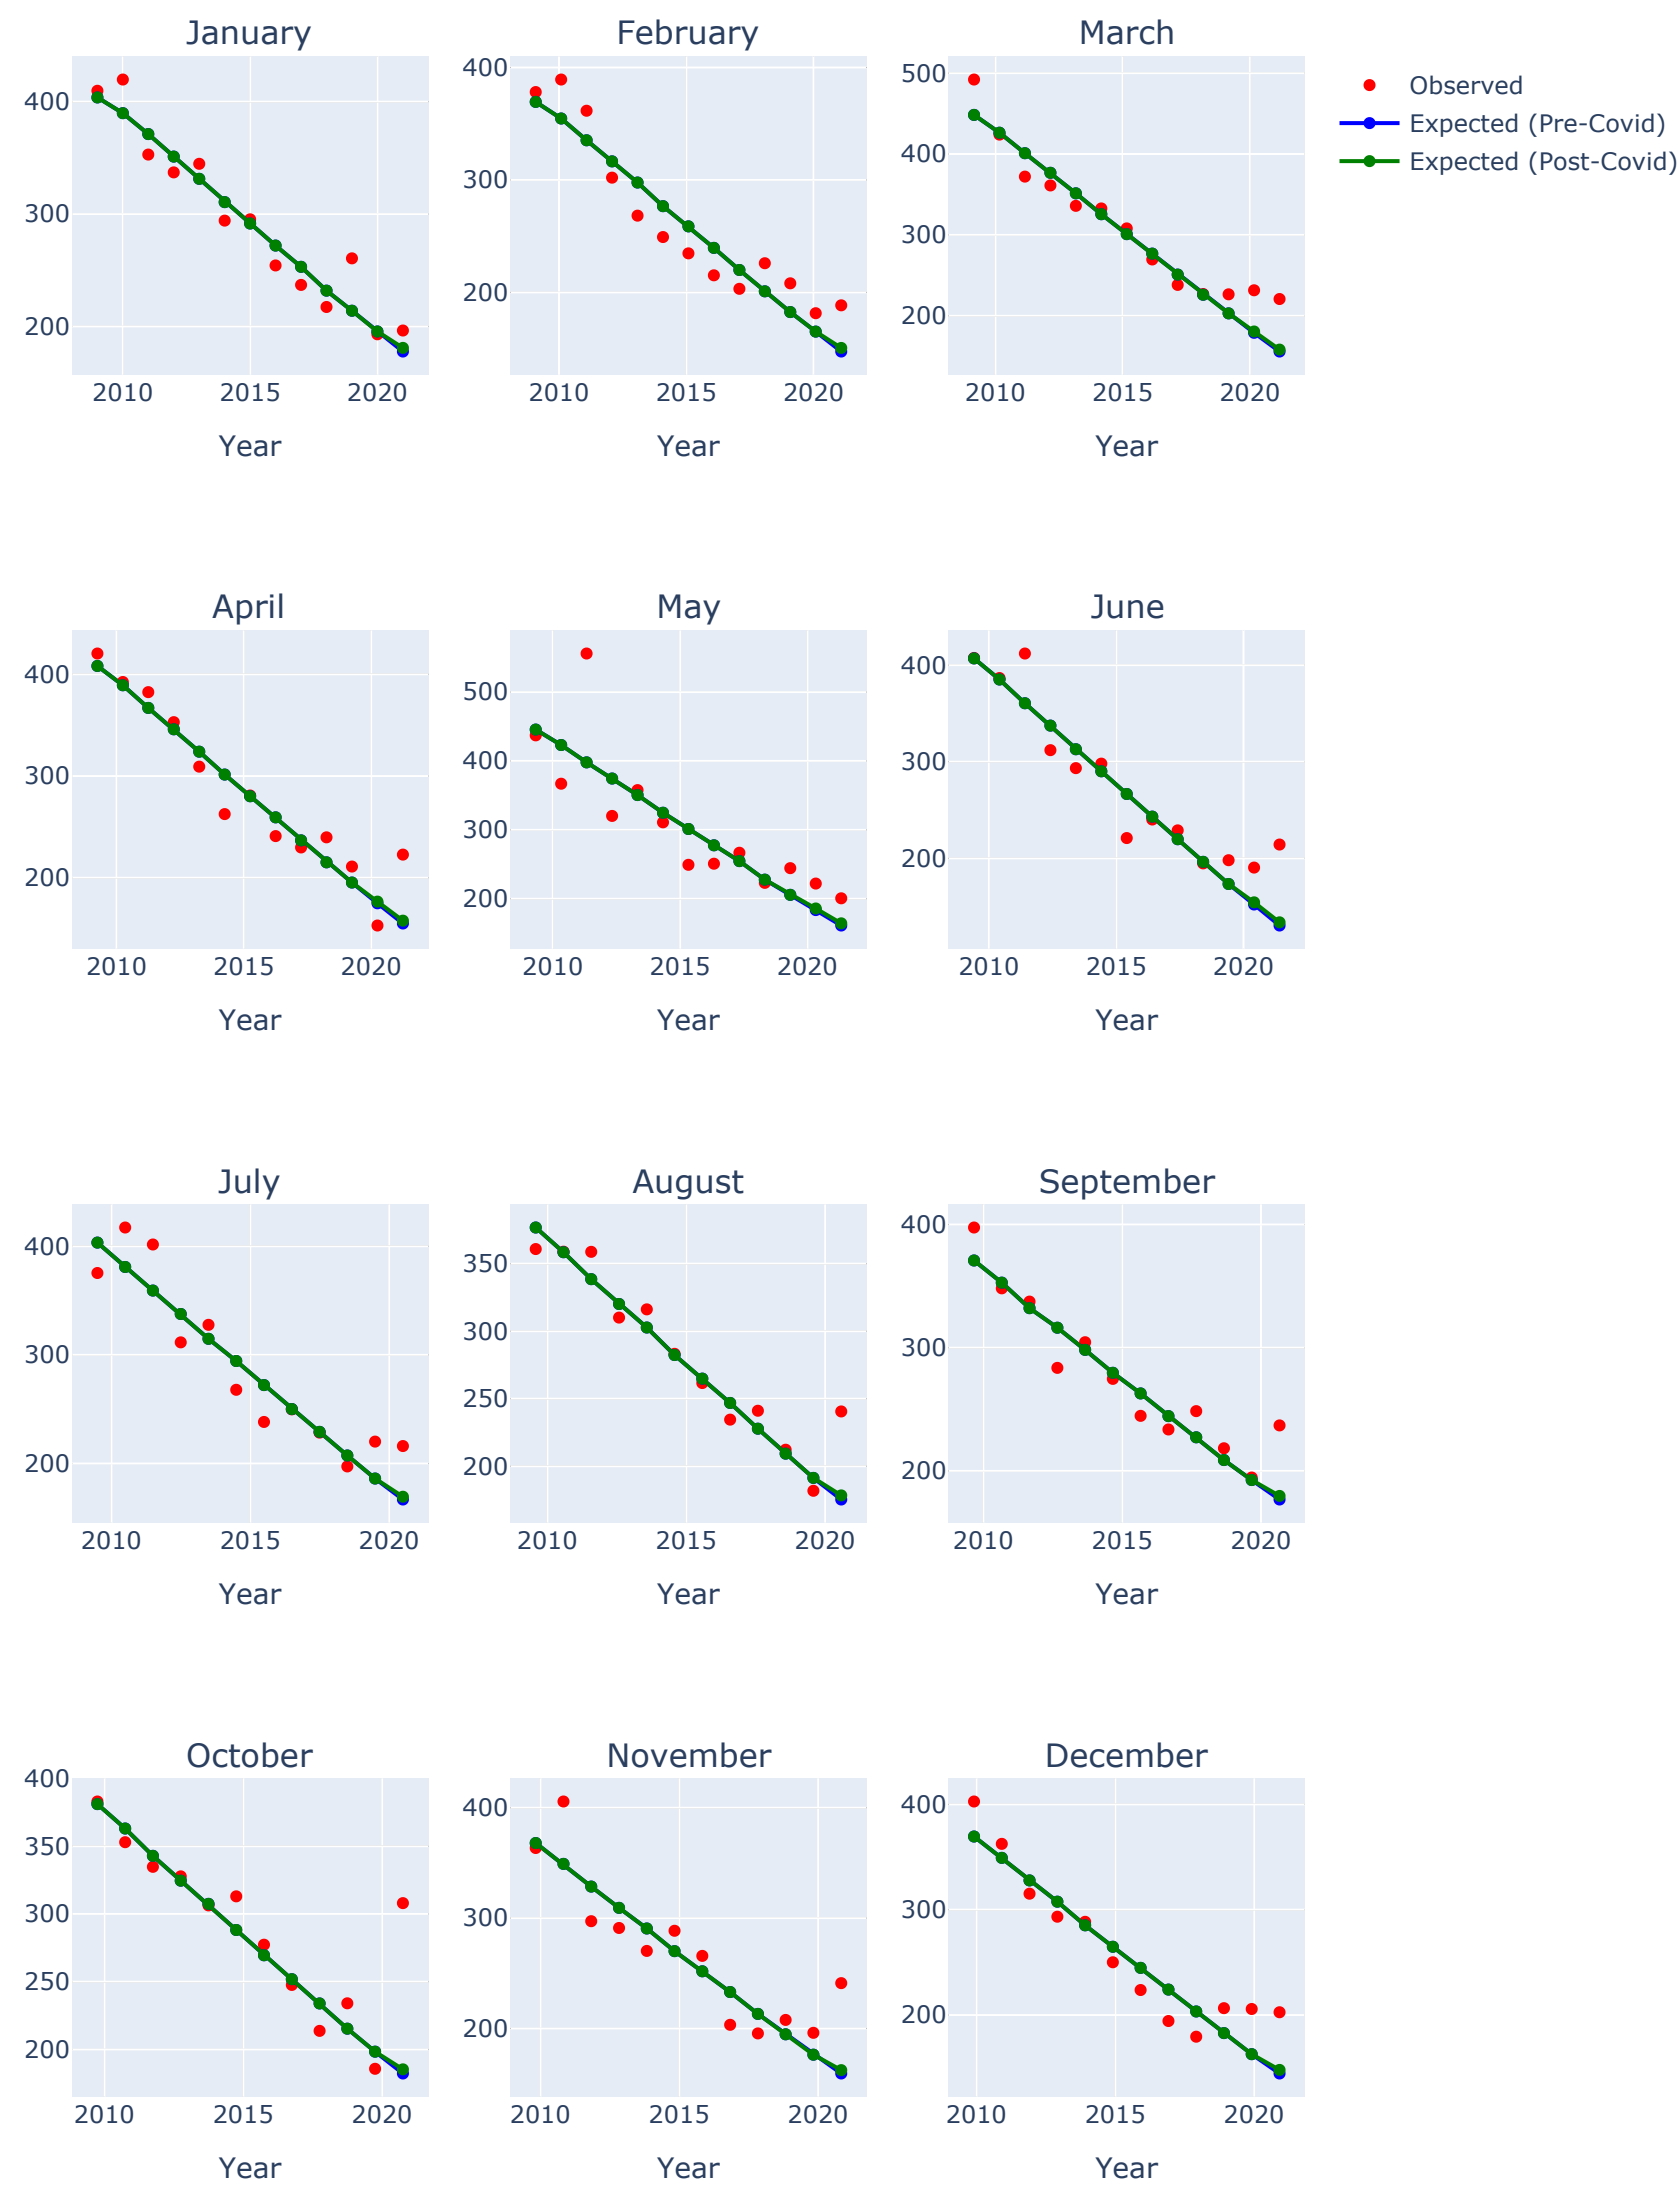 January
February
March
400
300
200
2010 2015 2020
Year
400
300
200
2010 2015 2020
Year
500
400
300
200
2010 2015 2020
Year
Observed
Expected (Pre-Covid)
Expected (Post-Covid)
April
May
June
400
300
200
2010 2015 2020
Year
500
400
300
200
2010 2015 2020
Year
400
300
200
2010 2015 2020
Year
July
August
September
400
300
200
2010 2015 2020
Year
350
300
250
200
2010 2015 2020
Year
400
300
200
2010 2015 2020
Year
October
November
December
400
350
300
250
200
2010 2015 2020
Year
400
300
200
2010 2015 2020
Year
400
300
200
2010 2015 2020
Year